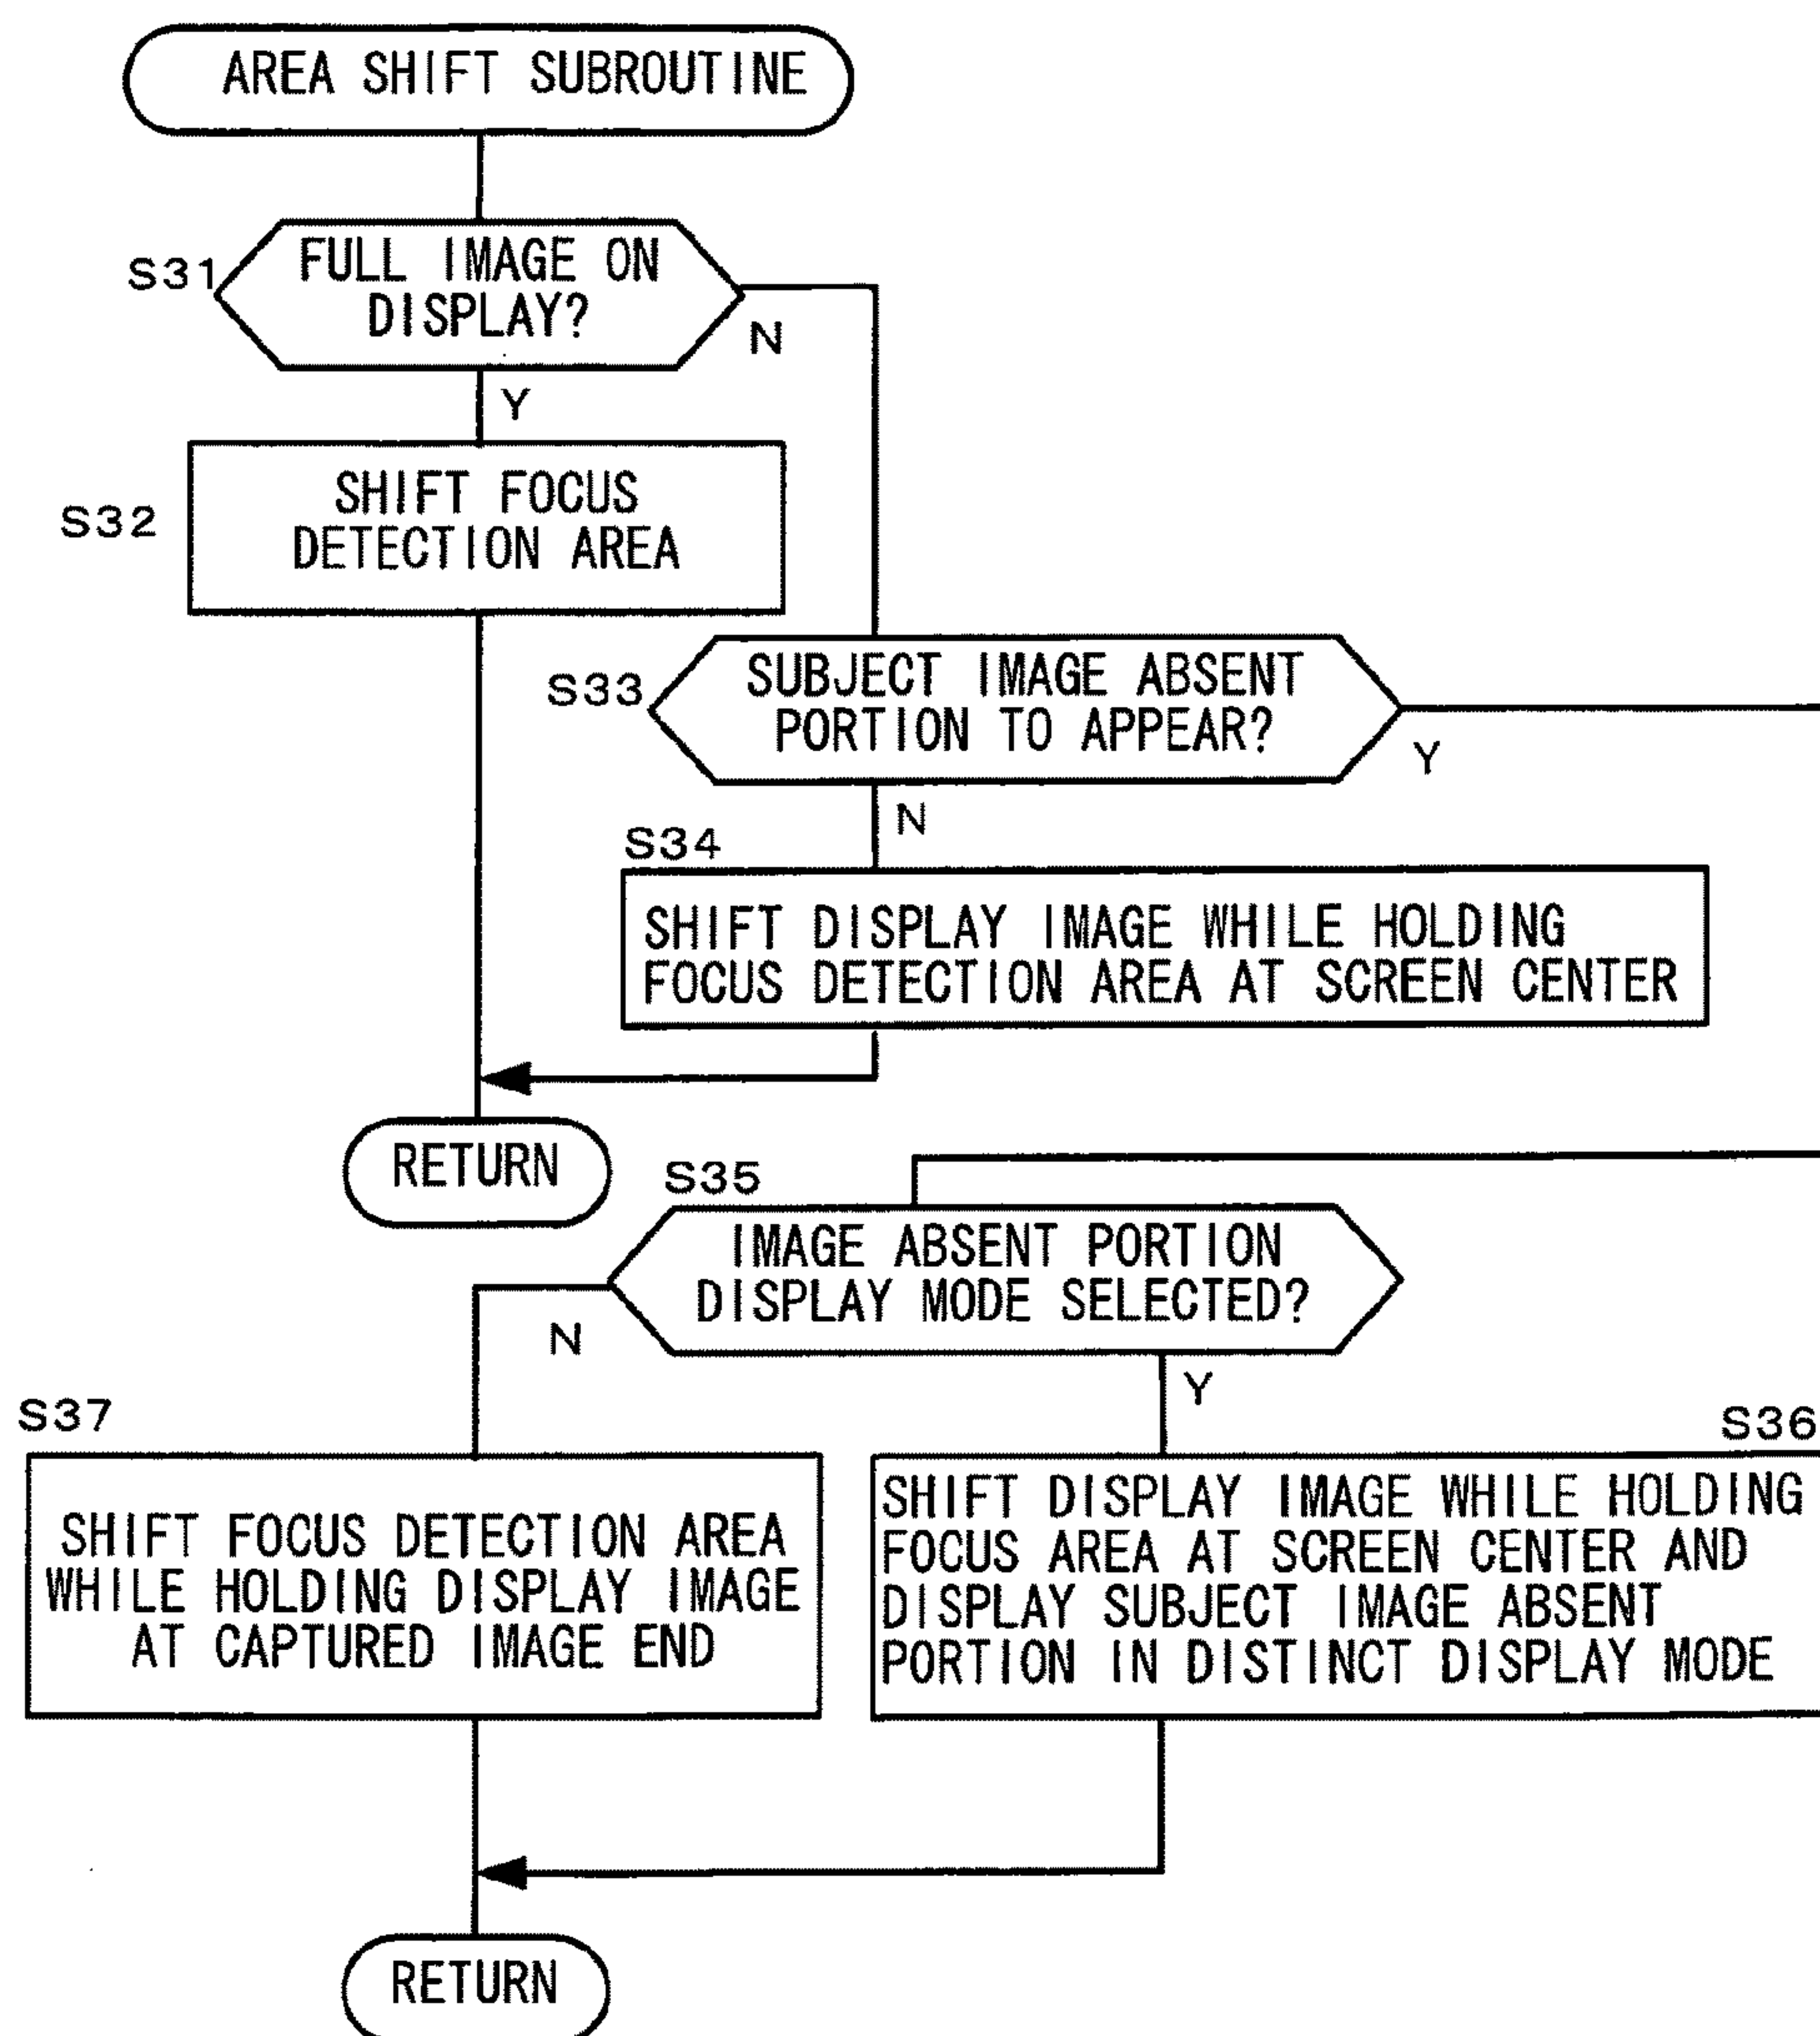 AREA SHIFT SUBROUTINE
S31
FULL IMAGE ON
DISPLAY?
N
Y
S32
SHIFT FOCUS
DETECTION AREA
S33
SUBJECT IMAGE ABSENT
PORTION TO APPEAR?
Y
N
S34
SHIFT DISPLAY IMAGE WHILE HOLDING
FOCUS DETECTION AREA AT SCREEN CENTER
RETURN
S35
IMAGE ABSENT PORTION
DISPLAY MODE SELECTED?
N
Y
S37
SHIFT FOCUS DETECTION AREA
WHILE HOLDING DISPLAY IMAGE
AT CAPTURED IMAGE END
S36
SHIFT DISPLAY IMAGE WHILE HOLDING
FOCUS AREA AT SCREEN CENTER AND
DISPLAY SUBJECT IMAGE ABSENT
PORTION IN DISTINCT DISPLAY MODE
RETURN